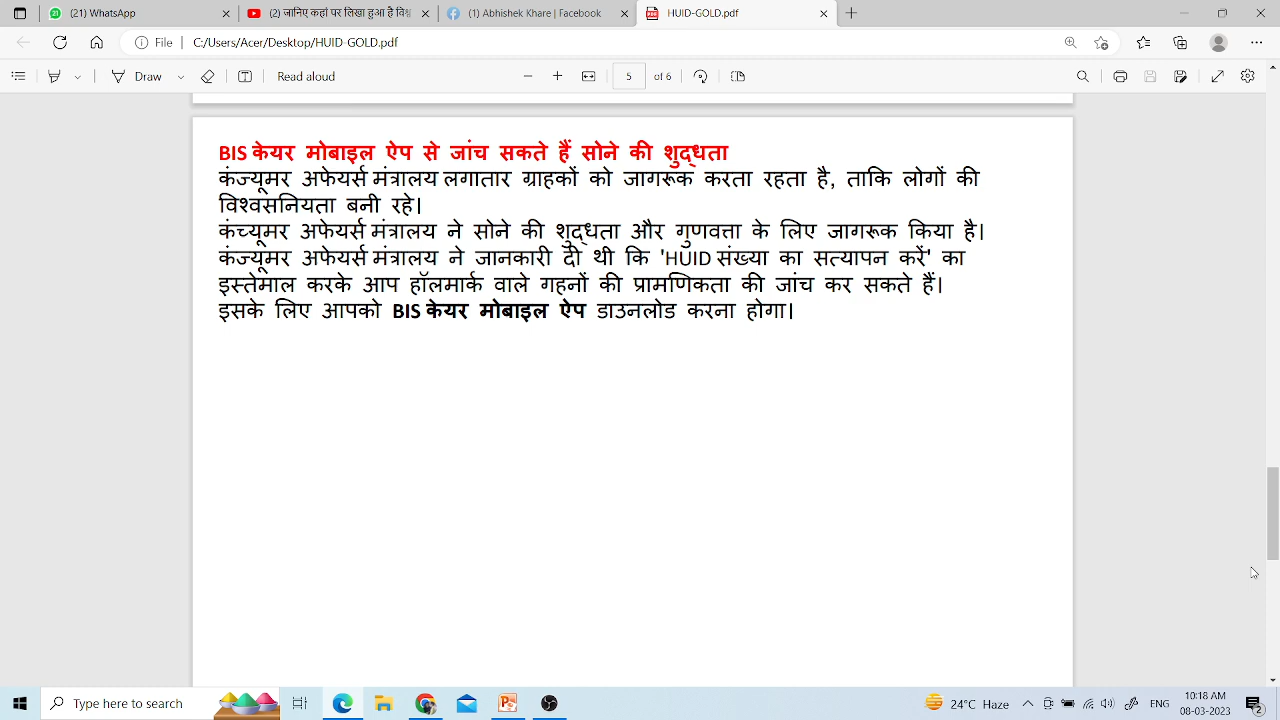 (21) WhatsApp
(2) जानिए कहाँ पर लिखा हुआ है विश्व
(1) Abhishek Khare | Facebook
HUID-GOLD.pdf
File
C:/Users/Acer/Desktop/HUID-GOLD.pdf
Draw
Read aloud
5 of 6
BIS केयर मोबाइल ऐप से जांच सकते हैं सोने की शुद्धता
कंज्यूमर अफेयर्स मंत्रालय लगातार ग्राहकों को जागरूक करता रहता है, ताकि लोगों की
विश्वसनियता बनी रहे।
कंच्यूमर अफेयर्स मंत्रालय ने सोने की शुद्धता और गुणवत्ता के लिए जागरूक किया है।
कंज्यूमर अफेयर्स मंत्रालय ने जानकारी दी थी कि 'HUID संख्या का सत्यापन करें' का
इस्तेमाल करके आप हॉलमार्क वाले गहनों की प्रामणिकता की जांच कर सकते हैं।
इसके लिए आपको BIS केयर मोबाइल ऐप डाउनलोड करना होगा।
Type here to search
24°C Haze
ENG
10:18 AM
08-03-2023
2